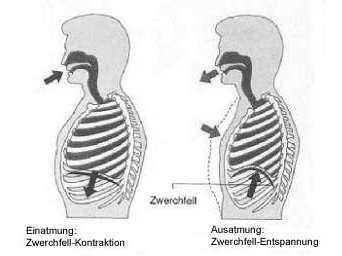 Zwerchfell
Einatmung:
Zwerchfell-Kontraktion
Ausatmung:
Zwerchfell-Entspannung